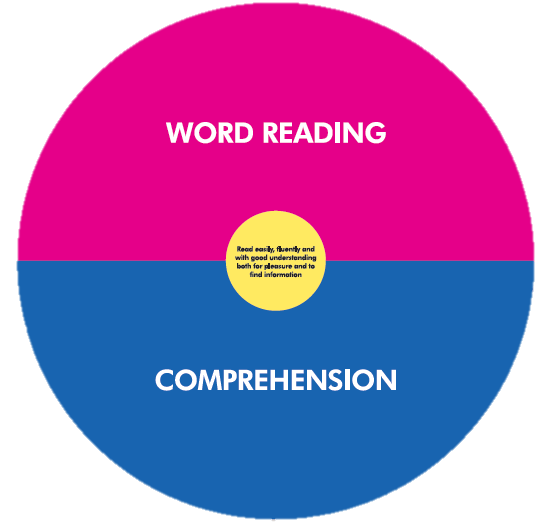 WORD READING
Read easily, fluently and
with good understanding
both for pleasure and to
find information
COMPREHENSION